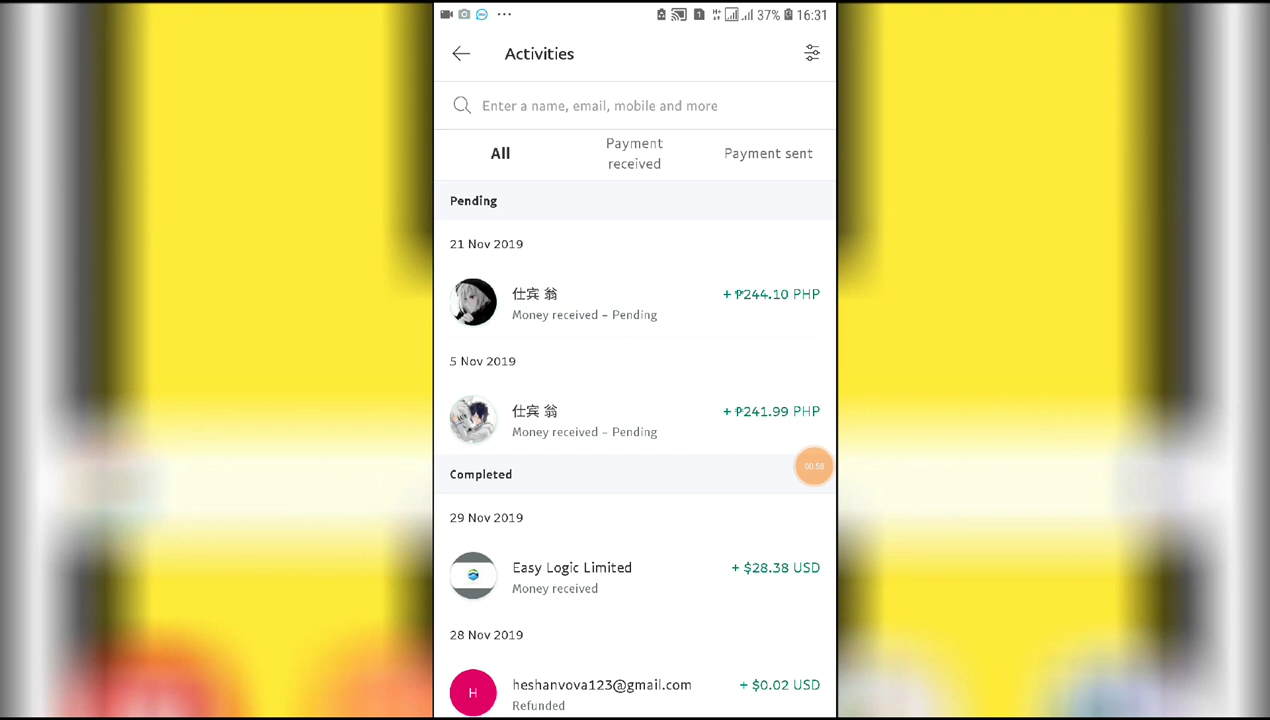 37% 16:31
Activities
Enter a name, email, mobile and more
All
Payment
received
Payment sent
Pending
21 Nov 2019
仕宾 翁
+ ₱244.10 PHP
Money received - Pending
5 Nov 2019
仕宾 翁
+ ₱241.99 PHP
Money received - Pending
Completed
00:58
29 Nov 2019
Easy Logic Limited
+ $28.38 USD
Money received
28 Nov 2019
H
heshanvova123@gmail.com
+ $0.02 USD
Refunded